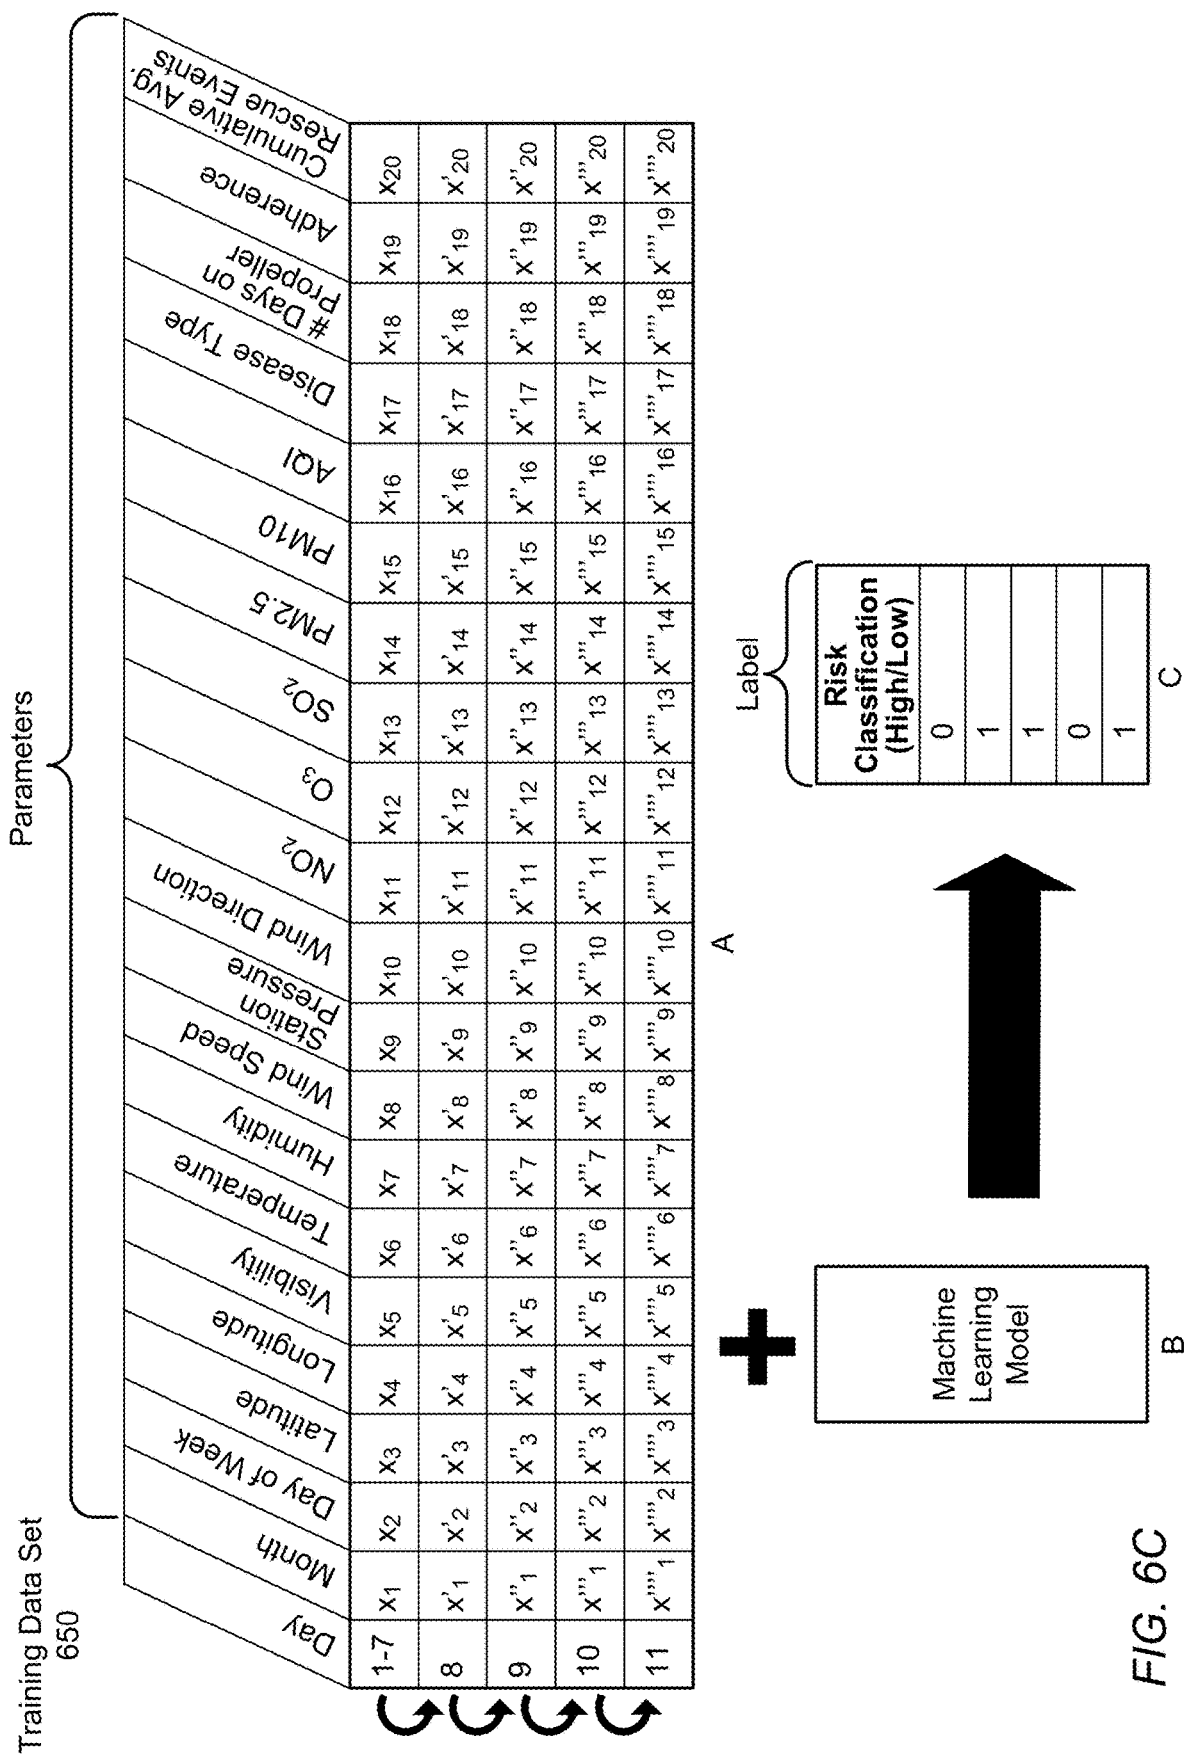 Training Data Set
650
Parameters
Day
Month
Day of Week
Latitude
Longitude
Visibility
Temperature
Humidity
Wind Speed
Station
Pressure
Wind Direction
NO2
O3
SO2
PM2.5
PM10
AQI
Disease Type
# Days on
Propeller
Adherence
Cumulative Avg.
Rescue Events
1-7 x1 x2 x3 x4 x5 x6 x7 x8 x9 x10 x11 x12 x13 x14 x15 x16 x17 x18 x19 x20
8 x'1 x'2 x'3 x'4 x'5 x'6 x'7 x'8 x'9 x'10 x'11 x'12 x'13 x'14 x'15 x'16 x'17 x'18 x'19 x'20
9 x''1 x''2 x''3 x''4 x''5 x''6 x''7 x''8 x''9 x''10 x''11 x''12 x''13 x''14 x''15 x''16 x''17 x''18 x''19 x''20
10 x'''1 x'''2 x'''3 x'''4 x'''5 x'''6 x'''7 x'''8 x'''9 x'''10 x'''11 x'''12 x'''13 x'''14 x'''15 x'''16 x'''17 x'''18 x'''19 x'''20
11 x''''1 x''''2 x''''3 x''''4 x''''5 x''''6 x''''7 x''''8 x''''9 x''''10 x''''11 x''''12 x''''13 x''''14 x''''15 x''''16 x''''17 x''''18 x''''19 x''''20
A
+
Machine
Learning
Model
B
Label
Risk
Classification
(High/Low)
0
1
1
0
1
C
FIG. 6C